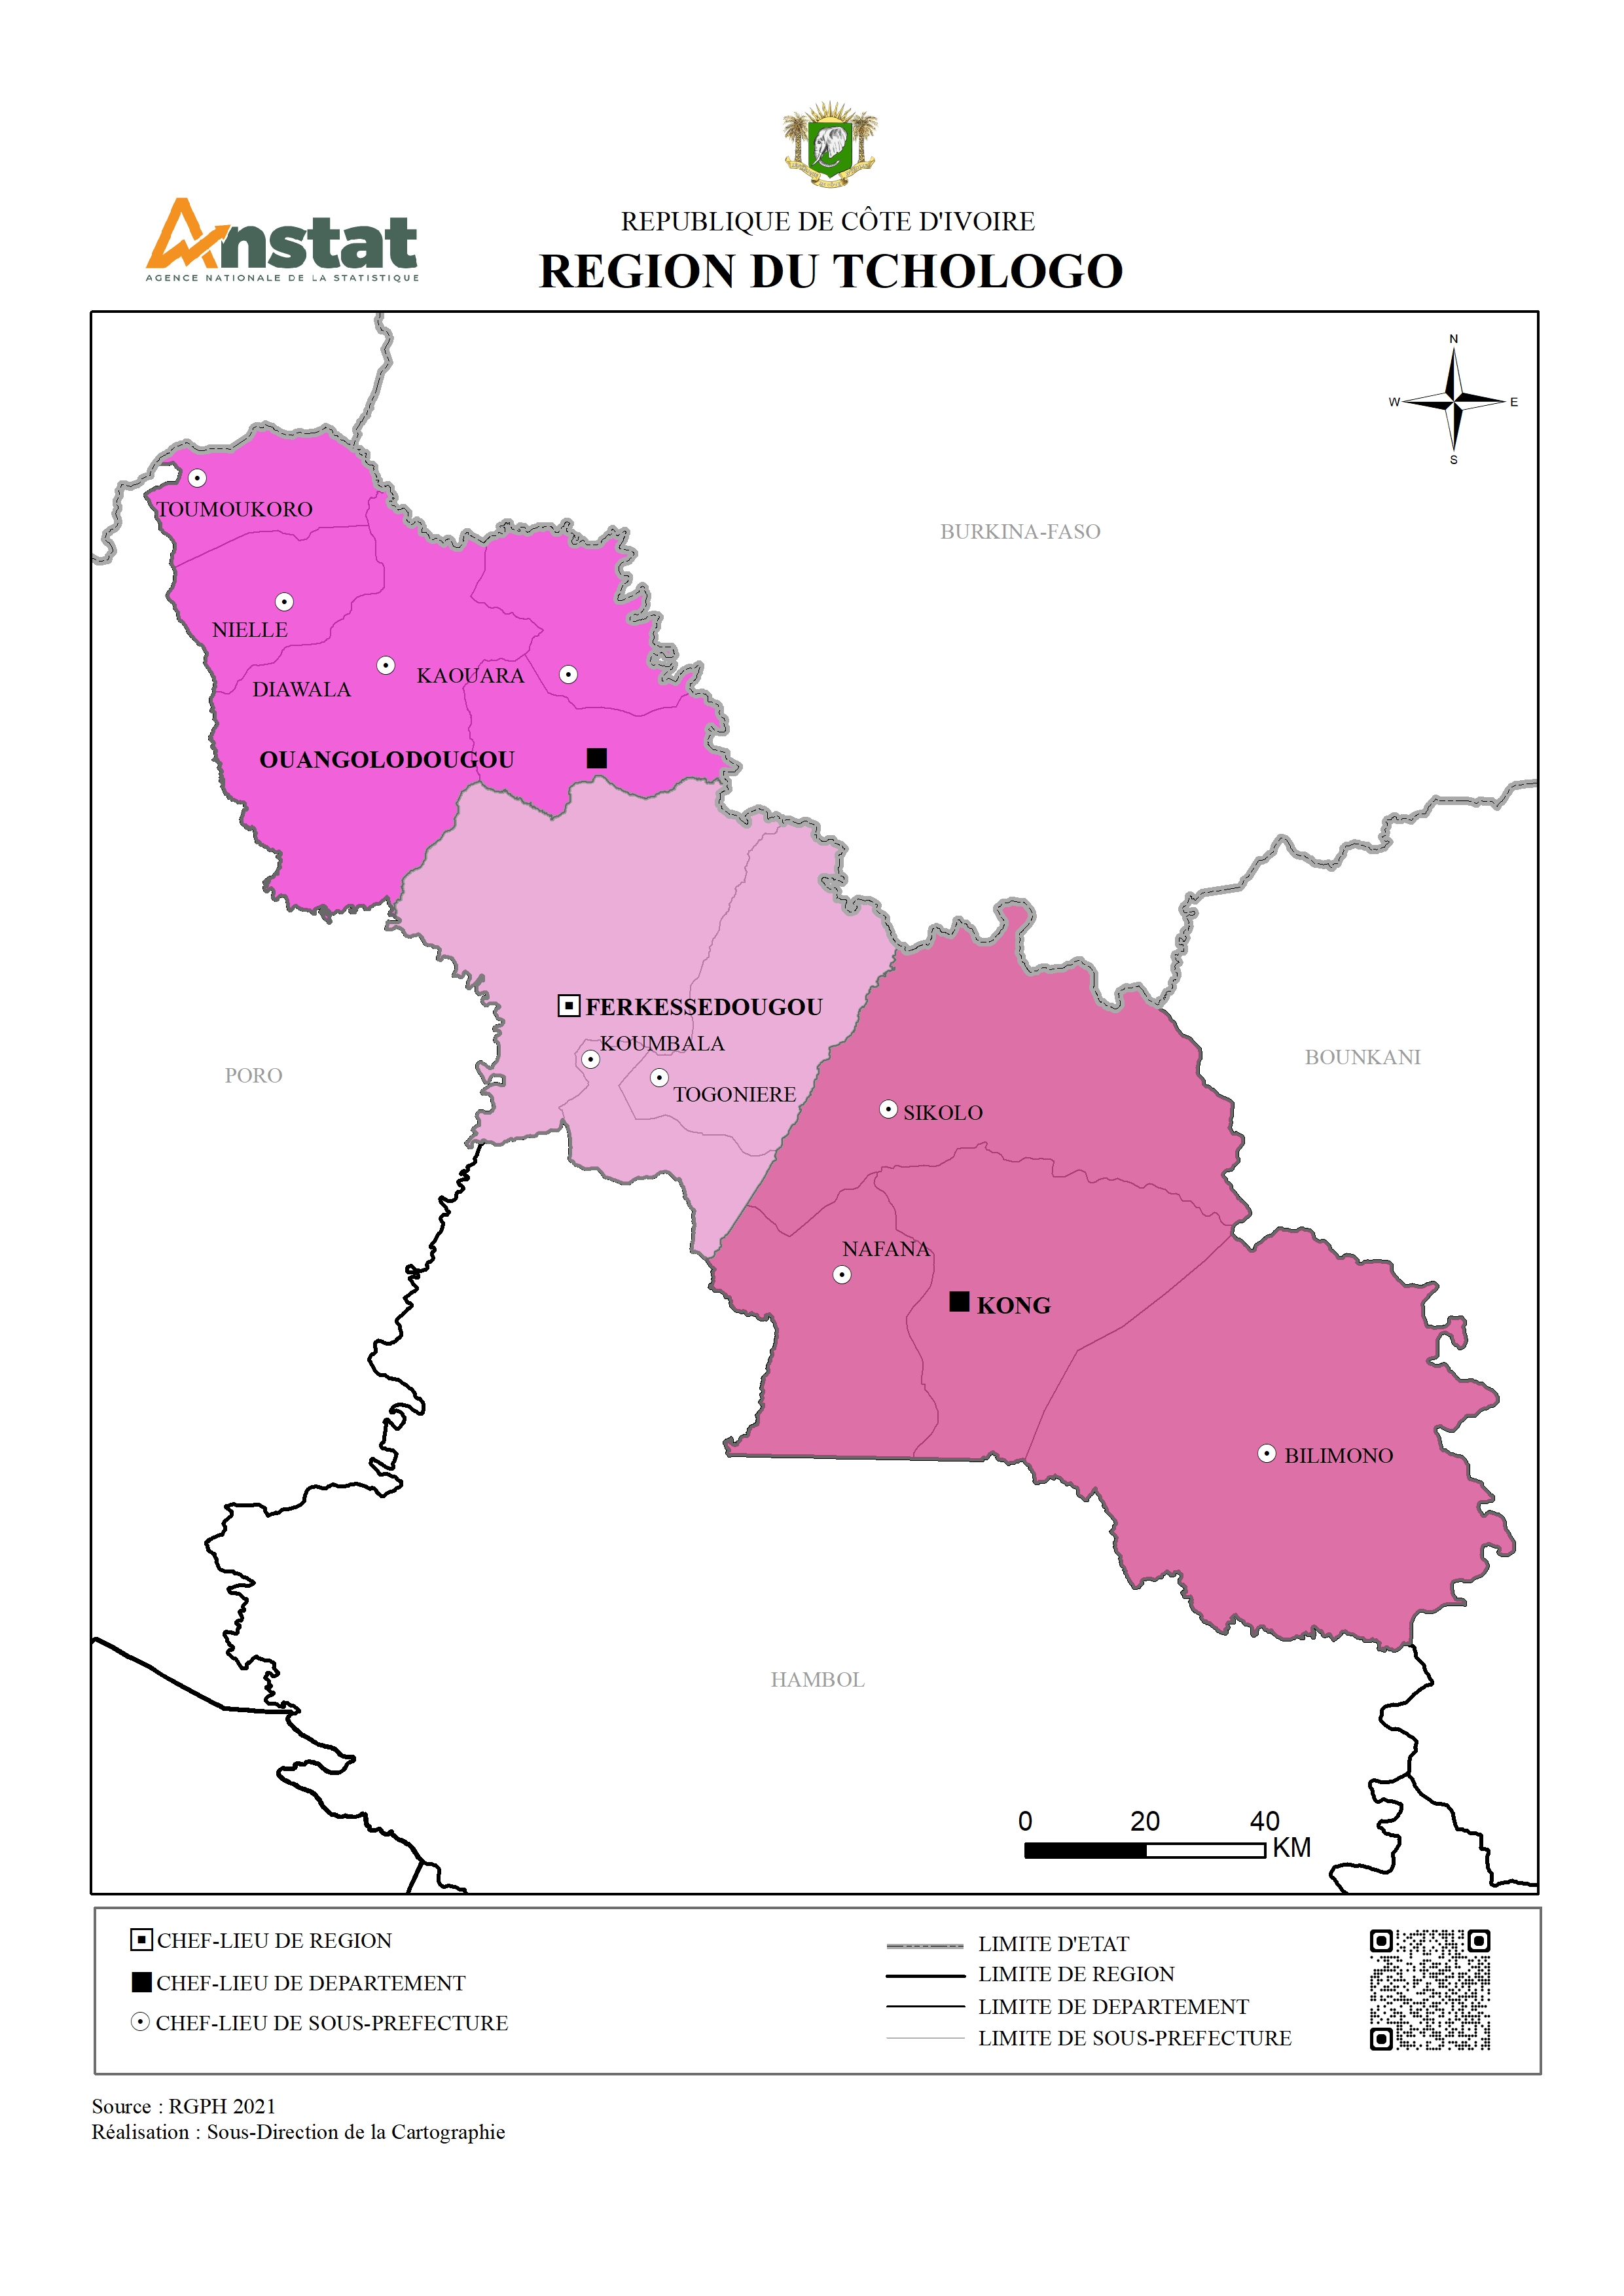 REPUBLIQUE DE CÔTE D'IVOIRE
Anstat
AGENCE NATIONALE DE LA STATISTIQUE
REGION DU TCHOLOGO
N
W
E
S
TOUMOUKORO
BURKINA-FASO
NIELLE
KAOUARA
DIAWALA
OUANGOLODOUGOU
FERKESSEDOUGOU
KOUMBALA
BOUNKANI
PORO
TOGONIERE
SIKOLO
NAFANA
KONG
BILIMONO
HAMBOL
0 20 40
KM
CHEF-LIEU DE REGION
CHEF-LIEU DE DEPARTEMENT
CHEF-LIEU DE SOUS-PREFECTURE
LIMITE D'ETAT
LIMITE DE REGION
LIMITE DE DEPARTEMENT
LIMITE DE SOUS-PREFECTURE
Source : RGPH 2021
Réalisation : Sous-Direction de la Cartographie